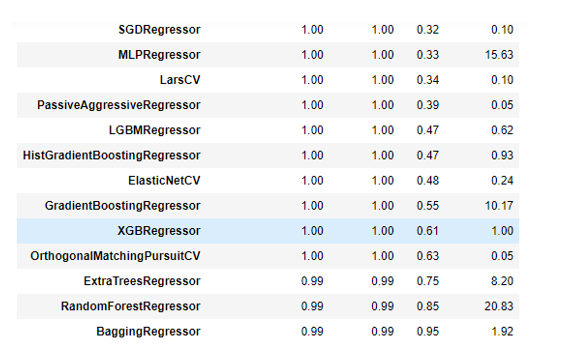 SGDRegressor 1.00 1.00 0.32 0.10
MLPRegressor 1.00 1.00 0.33 15.63
LarsCV 1.00 1.00 0.34 0.10
PassiveAggressiveRegressor 1.00 1.00 0.39 0.05
LGBMRegressor 1.00 1.00 0.47 0.62
HistGradientBoostingRegressor 1.00 1.00 0.47 0.93
ElasticNetCV 1.00 1.00 0.48 0.24
GradientBoostingRegressor 1.00 1.00 0.55 10.17
XGBRegressor 1.00 1.00 0.61 1.00
OrthogonalMatchingPursuitCV 1.00 1.00 0.63 0.05
ExtraTreesRegressor 0.99 0.99 0.75 8.20
RandomForestRegressor 0.99 0.99 0.85 20.83
BaggingRegressor 0.99 0.99 0.95 1.92